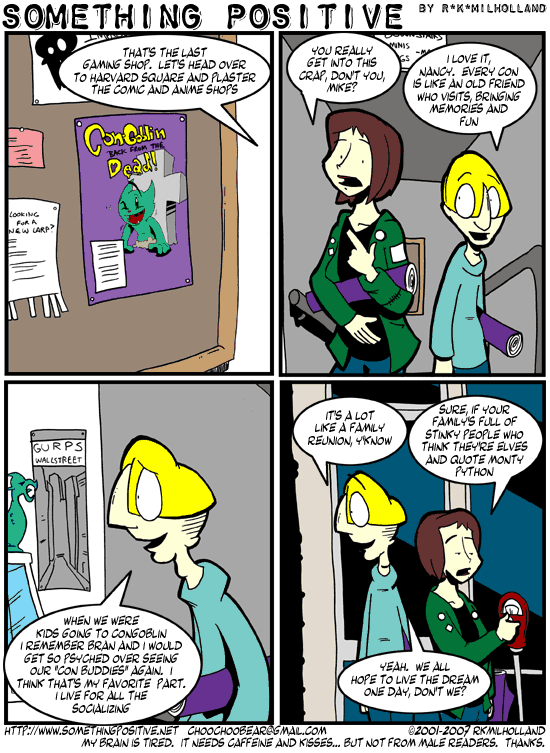 SOMETHING POSITIVE BY R*K*MILHOLLAND
THAT'S THE LAST
GAMING SHOP. LET'S HEAD OVER
TO HARVARD SQUARE AND PLASTER
THE COMIC AND ANIME SHOPS
ConGoblin
BACK FROM THE
Dead!
LOOKING
FOR A
NEW LARP?
YOU REALLY
GET INTO THIS
CRAP, DON'T YOU,
MIKE?
I LOVE IT,
NANCY. EVERY CON
IS LIKE AN OLD FRIEND
WHO VISITS, BRINGING
MEMORIES AND
FUN
DOWNSTAIRS
MINIS
GURPS
WALLSTREET
WHEN WE WERE
KIDS GOING TO CONGOBLIN
I REMEMBER BRAN AND I WOULD
GET SO PSYCHED OVER SEEING
OUR "CON BUDDIES" AGAIN. I
THINK THAT'S MY FAVORITE PART.
I LIVE FOR ALL THE
SOCIALIZING
IT'S A LOT
LIKE A FAMILY
REUNION, Y'KNOW
SURE, IF YOUR
FAMILY'S FULL OF
STINKY PEOPLE WHO
THINK THEY'RE ELVES
AND QUOTE MONTY
PYTHON
YEAH. WE ALL
HOPE TO LIVE THE DREAM
ONE DAY, DON'T WE?
HTTP://WWW.SOMETHINGPOSITIVE.NET CHOOCHOOBEAR@GMAIL.COM ©2001-2007 RKMILHOLLAND
MY BRAIN IS TIRED. IT NEEDS CAFFEINE AND KISSES... BUT NOT FROM MALE READERS. THANKS.